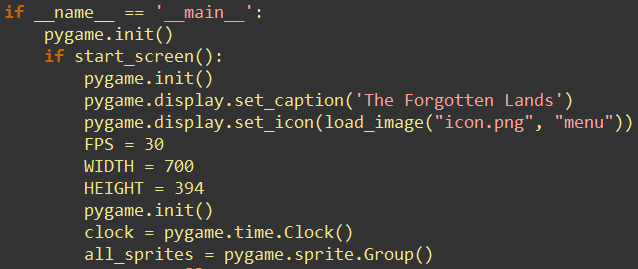 if __name__ == '__main__':
    pygame.init()
    if start_screen():
        pygame.init()
        pygame.display.set_caption('The Forgotten Lands')
        pygame.display.set_icon(load_image("icon.png", "menu"))
        FPS = 30
        WIDTH = 700
        HEIGHT = 394
        pygame.init()
        clock = pygame.time.Clock()
        all_sprites = pygame.sprite.Group()